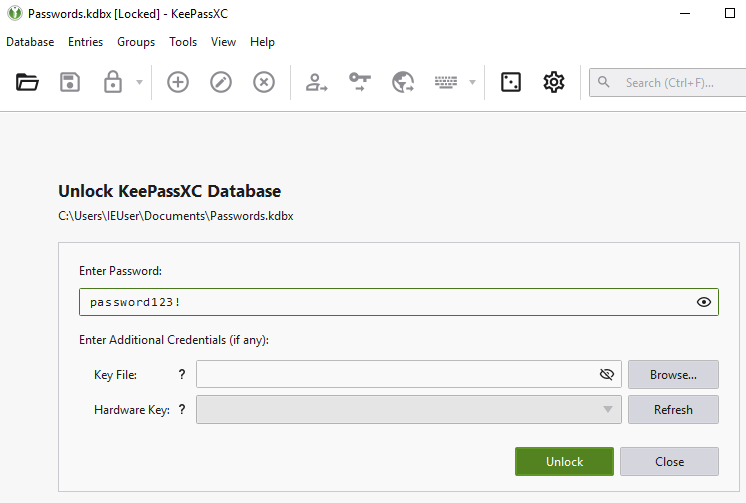 Passwords.kdbx [Locked] - KeePassXC
Database Entries Groups Tools View Help
Search (Ctrl+F)...
Unlock KeePassXC Database
C:\Users\IEUser\Documents\Passwords.kdbx
Enter Password:
password123!
Enter Additional Credentials (if any):
Key File: ? Browse...
Hardware Key: ? Refresh
Unlock Close